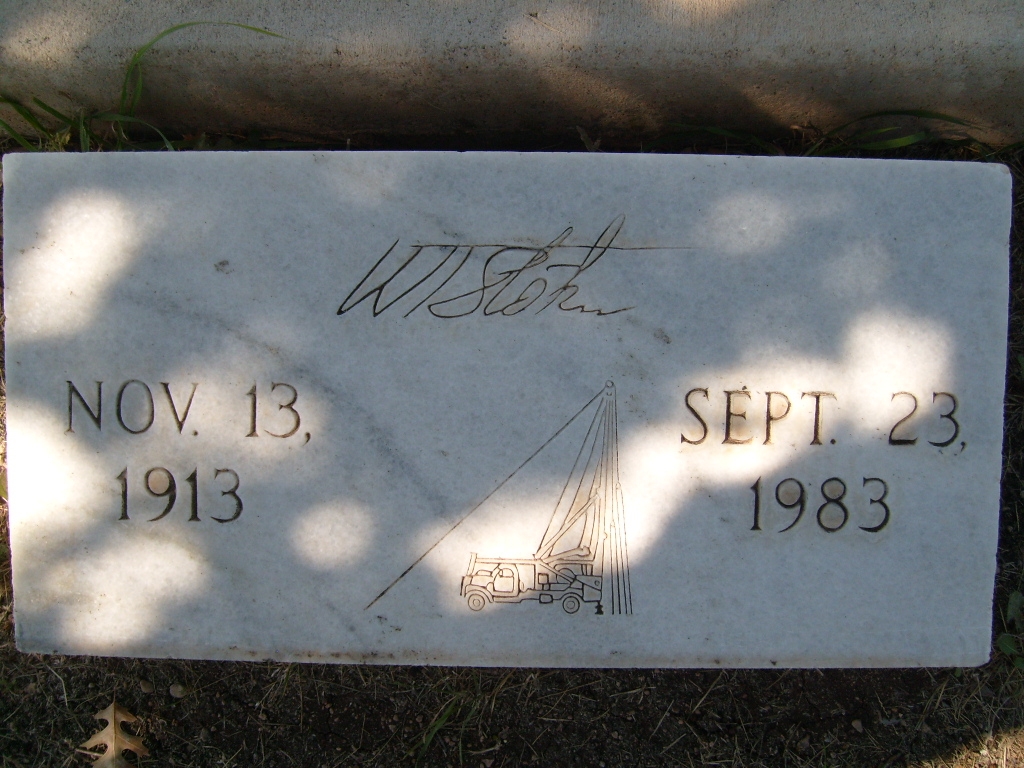 NOV. 13,
1913
SEPT. 23,
1983